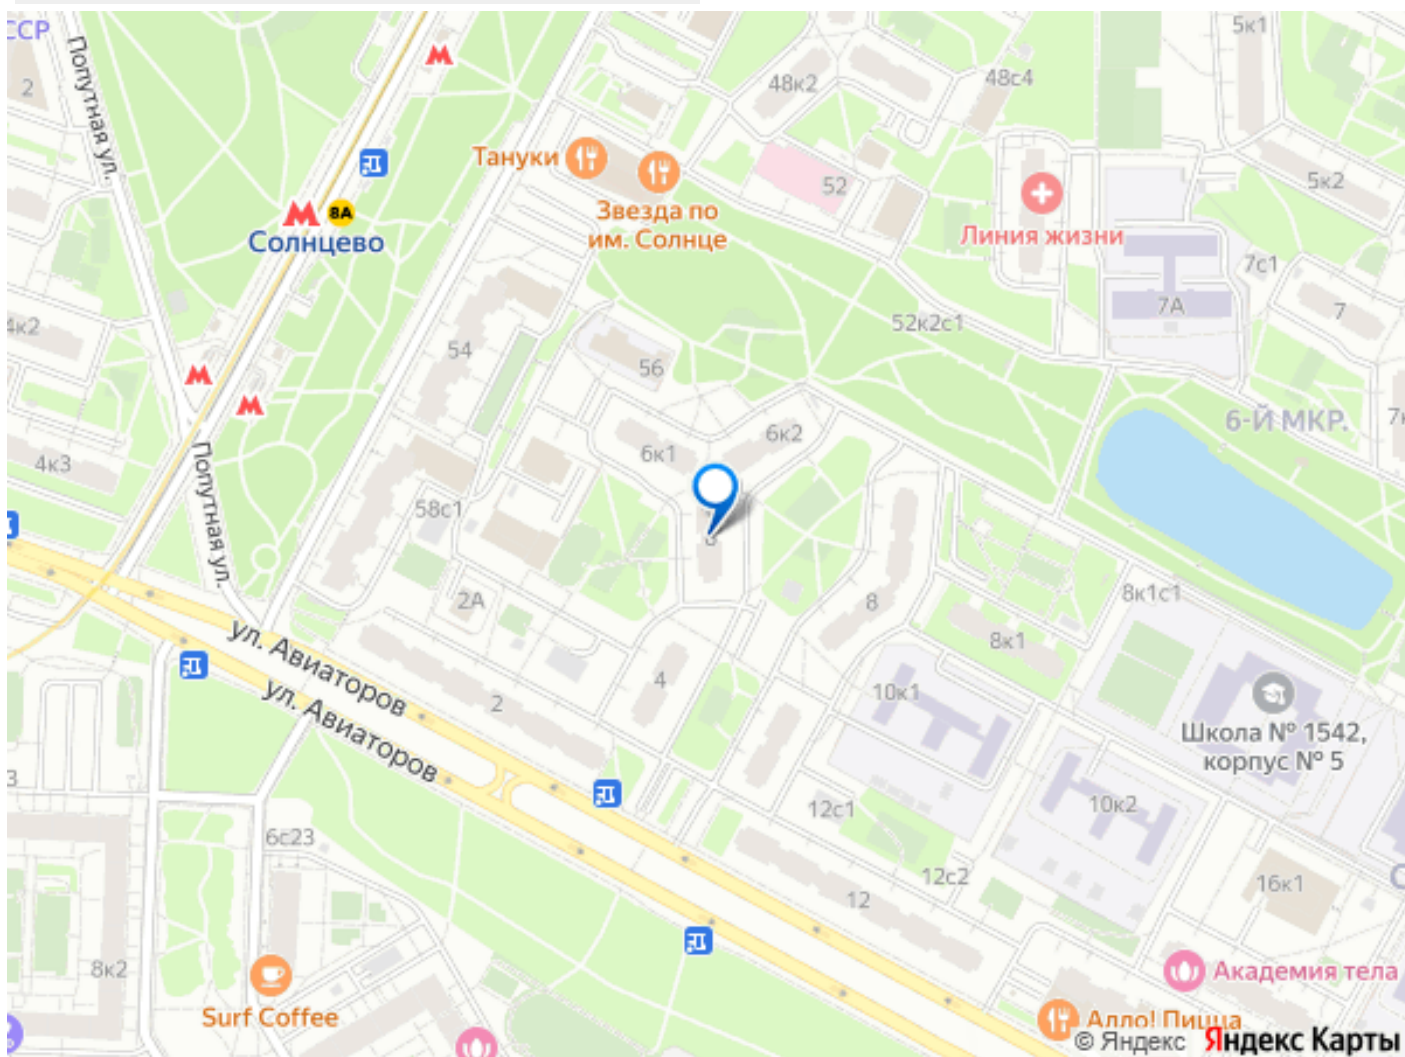 ССР
2
Попутная ул.
5к1
48к2
48с4
Тануки
52
5к2
Звезда по
им. Солнце
8А
Солнцево
Линия жизни
7с1
7А
7
4к2
52к2с1
54
56
6-Й МКР.
6к2
6к1
4к3
Попутная ул.
58с1
8к1с1
2А
8
8к1
ул. Авиаторов
ул. Авиаторов
4
2
10к1
Школа № 1542,
корпус № 5
3
12с1
10к2
6с23
12с2
16к1
12
8к2
Академия тела
Surf Coffee
Алло! Пицца
© Яндекс Яндекс Карты